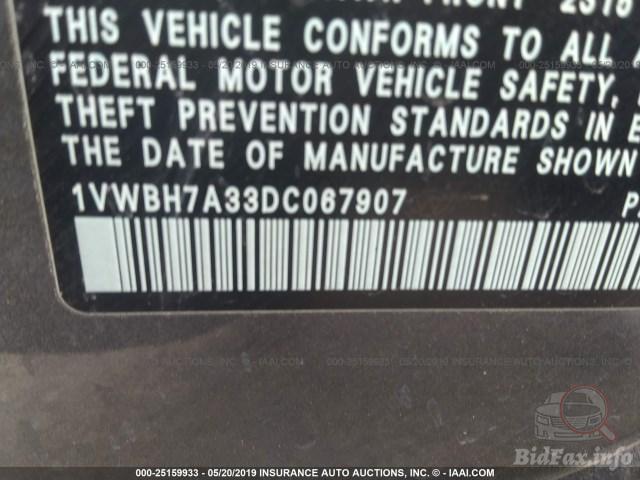 FRONT
THIS VEHICLE CONFORMS TO ALL
FEDERAL MOTOR VEHICLE SAFETY,
THEFT PREVENTION STANDARDS IN
THE DATE OF MANUFACTURE SHOWN
1VWBH7A33DC067907 P
000-25159933 / 05/20/2019 INSURANCE AUTO AUCTIONS, INC. - © IAAI.COM
BidFax.info